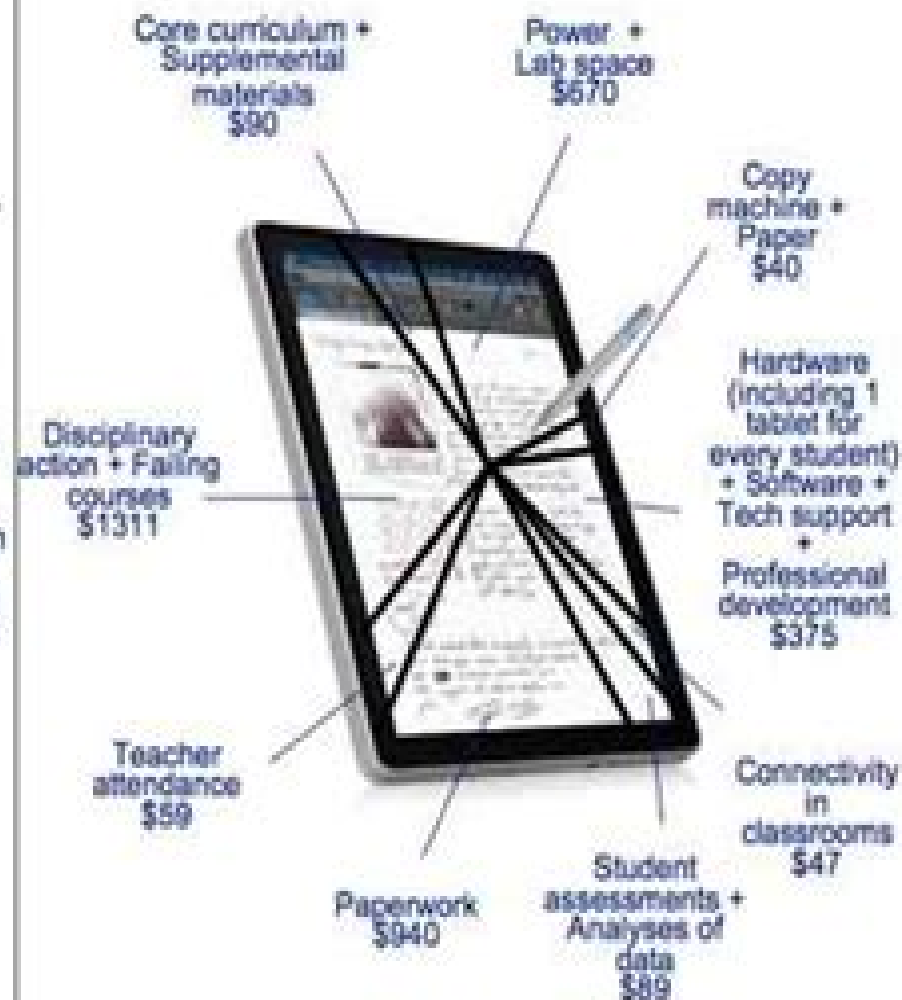 Core curriculum +
Supplemental
materials
$90
Power +
Lab space
$670
Copy
machine +
Paper
$40
Hardware
(including 1
tablet for
every student)
+ Software +
Tech support
+
Professional
development
$375
Disciplinary
action + Failing
courses
$1311
Teacher
attendance
$59
Connectivity
in
classrooms
$47
Paperwork
$940
Student
assessments +
Analyses of
data
$89